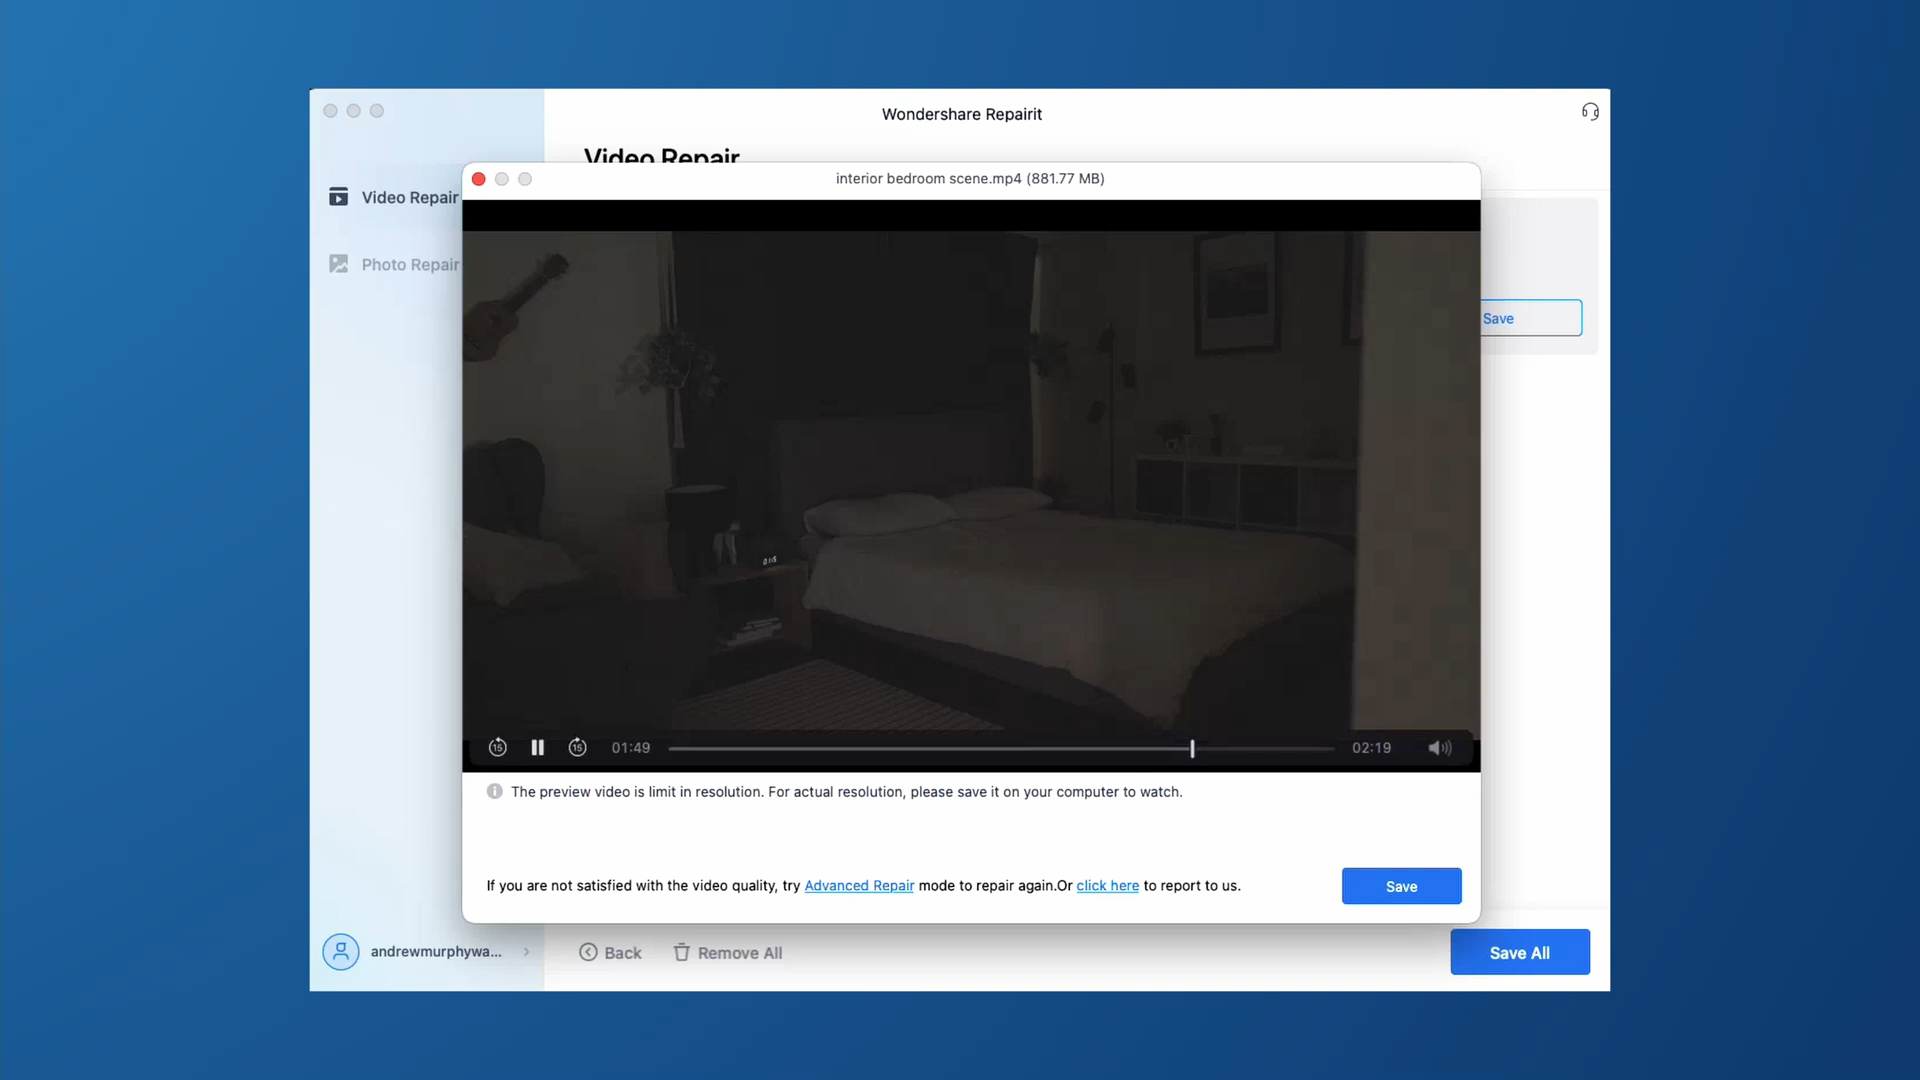 Wondershare Repairit
Video Repair
interior bedroom scene.mp4 (881.77 MB)
Video Repair
Photo Repair
Save
15
15
01:49
02:19
The preview video is limit in resolution. For actual resolution, please save it on your computer to watch.
If you are not satisfied with the video quality, try Advanced Repair mode to repair again.Or click here to report to us.
Save
andrewmurphywa...
Back
Remove All
Save All